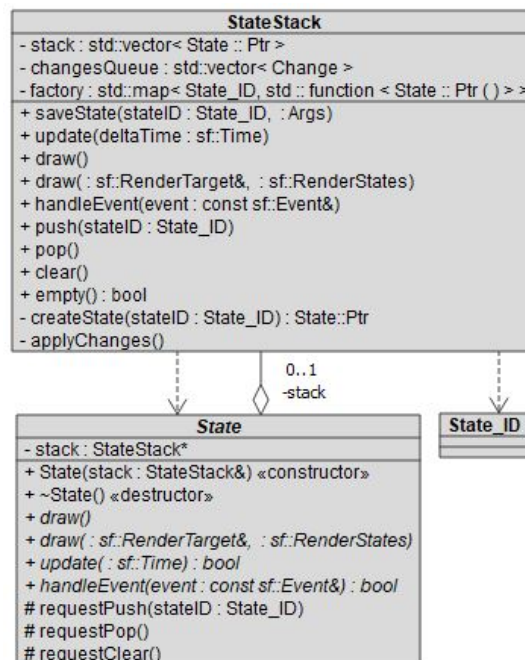 StateStack
- stack : std::vector< State :: Ptr >
- changesQueue : std::vector< Change >
- factory : std::map< State_ID, std :: function < State :: Ptr ( ) > >
+ saveState(stateID : State_ID, : Args)
+ update(deltaTime : sf::Time)
+ draw()
+ draw( : sf::RenderTarget&, : sf::RenderStates)
+ handleEvent(event : const sf::Event&)
+ push(stateID : State_ID)
+ pop()
+ clear()
+ empty() : bool
- createState(stateID : State_ID) : State::Ptr
- applyChanges()
0..1
-stack
State
- stack : StateStack*
+ State(stack : StateStack&) «constructor»
+ ~State() «destructor»
+ draw()
+ draw( : sf::RenderTarget&, : sf::RenderStates)
+ update( : sf::Time) : bool
+ handleEvent(event : const sf::Event&) : bool
# requestPush(stateID : State_ID)
# requestPop()
# requestClear()
State_ID